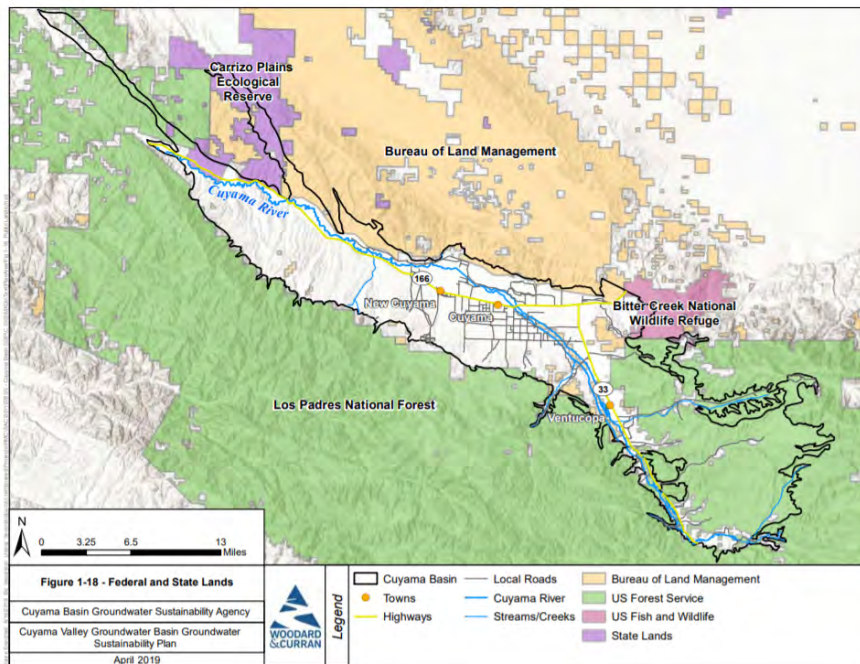 Carrizo Plains
Ecological
Reserve
Bureau of Land Management
Cuyama River
166
New Cuyama
Cuyama
Bitter Creek National
Wildlife Refuge
Los Padres National Forest
33
Ventucopa
N
0 3.25 6.5 13
Miles
Figure 1-18 - Federal and State Lands
Cuyama Basin Groundwater Sustainability Agency
Cuyama Valley Groundwater Basin Groundwater
Sustainability Plan
April 2019
WOODARD
&CURRAN
Legend
Cuyama Basin
Towns
Highways
Local Roads
Cuyama River
Streams/Creeks
Bureau of Land Management
US Forest Service
US Fish and Wildlife
State Lands